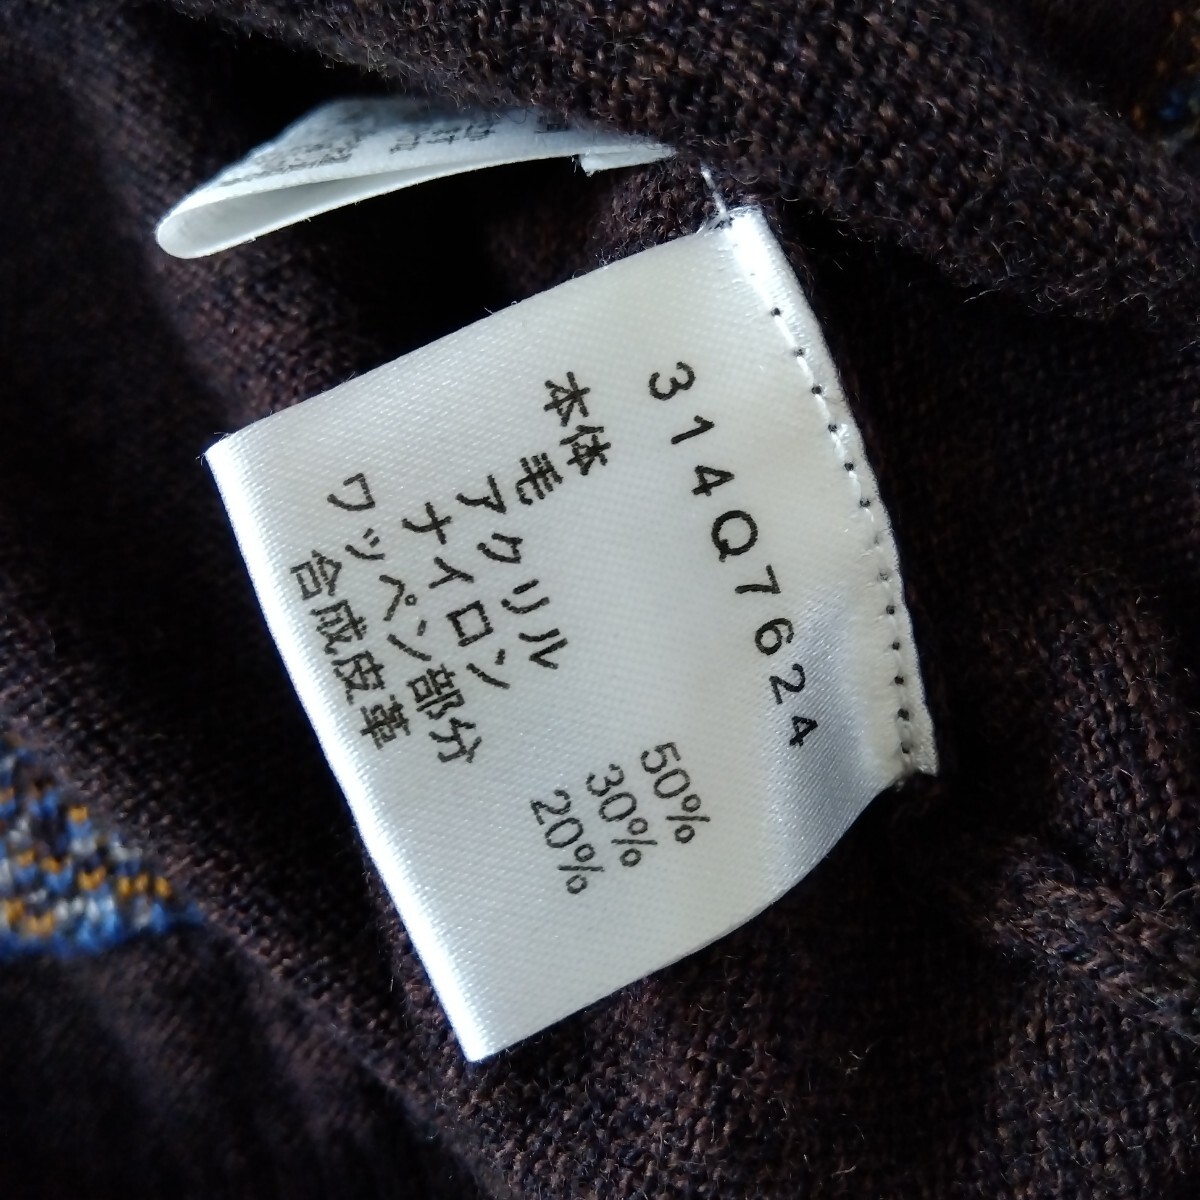 314Q7624
本体 毛 50%
アクリル 30%
ナイロン 20%
ワッペン部分
合成皮革